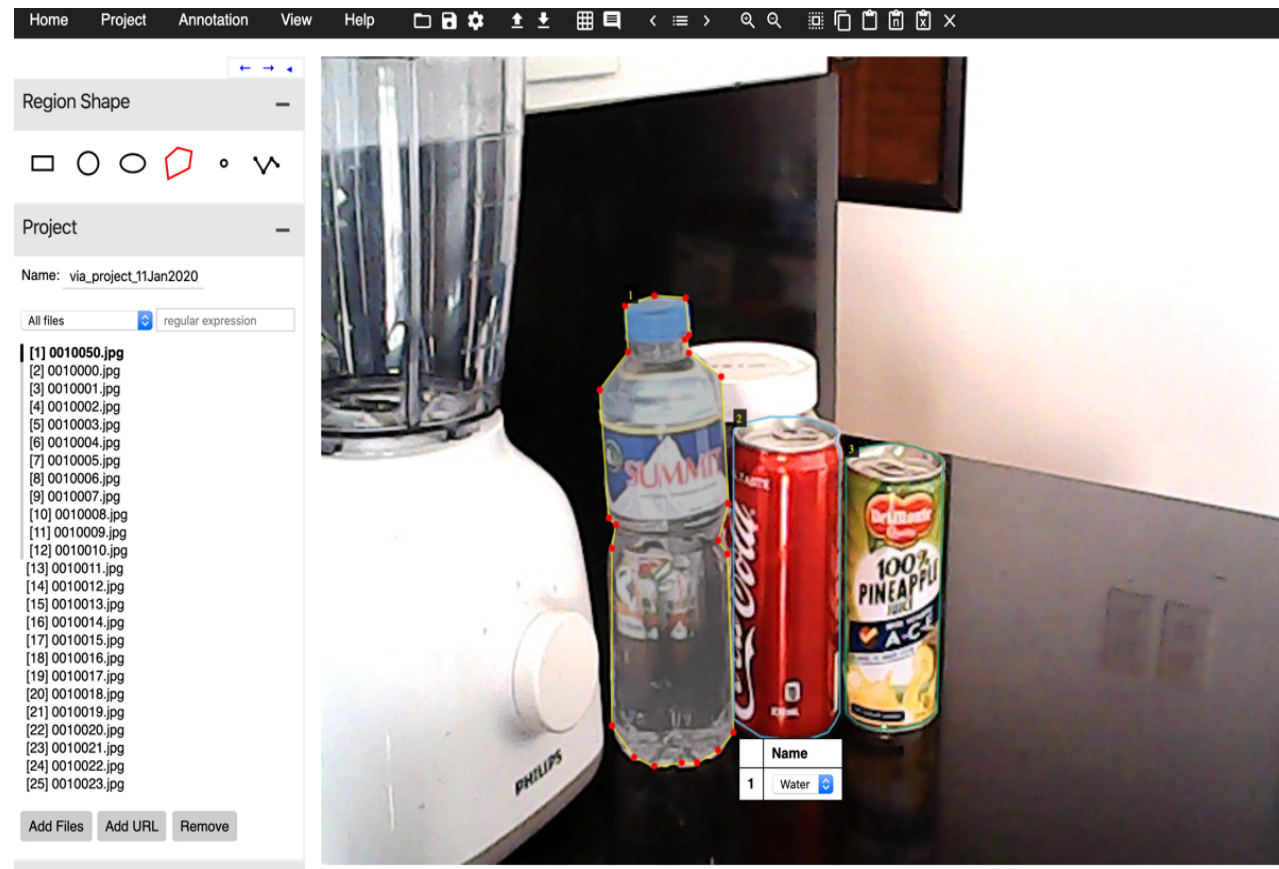 Home Project Annotation View Help
Region Shape
Project
Name: via_project_11Jan2020
All files regular expression
[1] 0010050.jpg
[2] 0010000.jpg
[3] 0010001.jpg
[4] 0010002.jpg
[5] 0010003.jpg
[6] 0010004.jpg
[7] 0010005.jpg
[8] 0010006.jpg
[9] 0010007.jpg
[10] 0010008.jpg
[11] 0010009.jpg
[12] 0010010.jpg
[13] 0010011.jpg
[14] 0010012.jpg
[15] 0010013.jpg
[16] 0010014.jpg
[17] 0010015.jpg
[18] 0010016.jpg
[19] 0010017.jpg
[20] 0010018.jpg
[21] 0010019.jpg
[22] 0010020.jpg
[23] 0010021.jpg
[24] 0010022.jpg
[25] 0010023.jpg
Add Files Add URL Remove
1
SUMMIT
PHILIPS
2
TASTE
Coca-Cola
3
Del Monte
100%
PINEAPPLE
JUICE
A-C-E
Name
1 Water